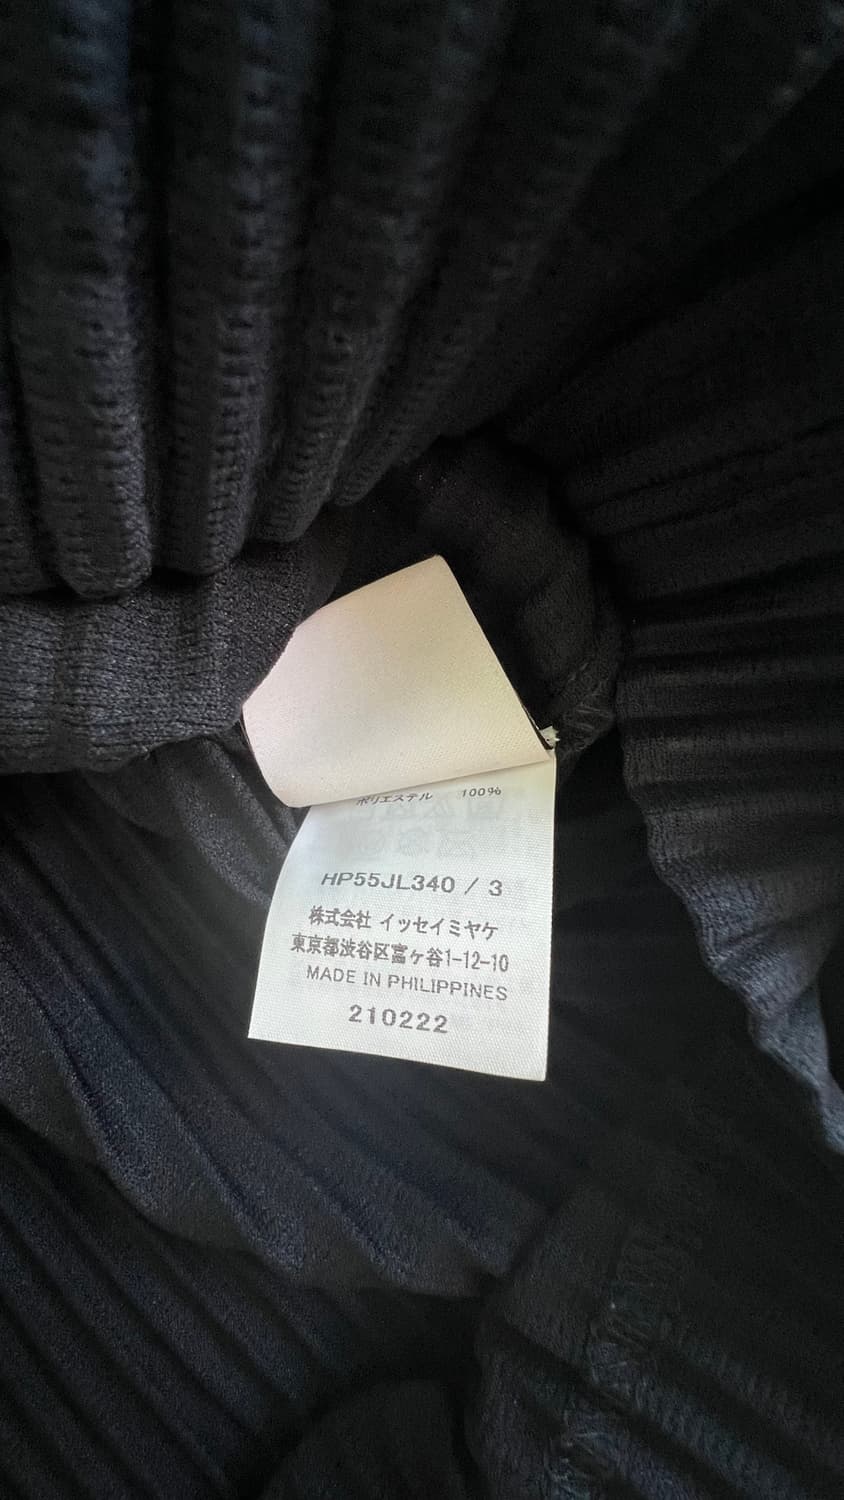 ポリエステル 100%
HP55JL340 / 3
株式会社 イッセイミヤケ
東京都渋谷区富ヶ谷1-12-10
MADE IN PHILIPPINES
210222